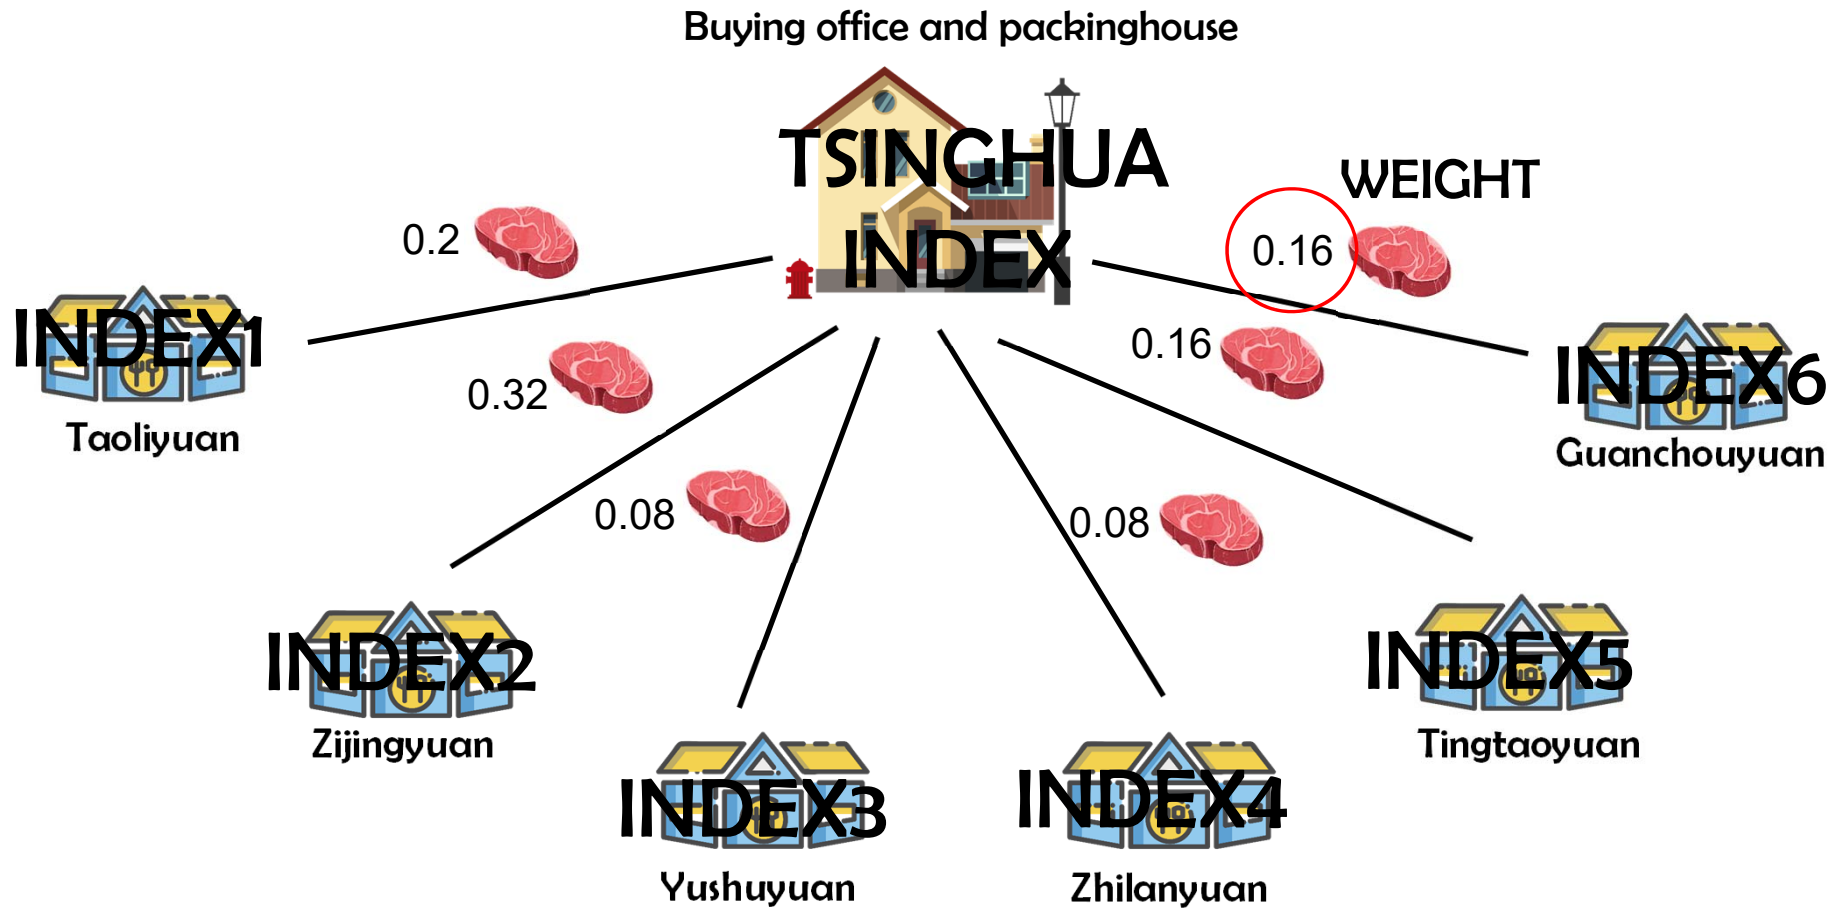 Buying office and packinghouse
TSINGHUA
INDEX
WEIGHT
0.2
0.16
0.32
0.16
0.08
0.08
INDEX1
Taoliyuan
INDEX6
Guanchouyuan
INDEX2
Zijingyuan
INDEX5
Tingtaoyuan
INDEX3
Yushuyuan
INDEX4
Zhilanyuan